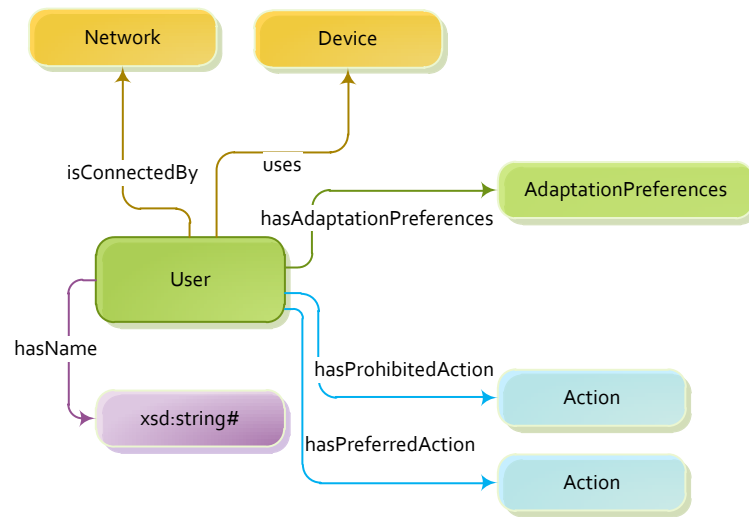 Network
Device
isConnectedBy
uses
AdaptationPreferences
hasAdaptationPreferences
User
hasName
hasProhibitedAction
Action
xsd:string#
hasPreferredAction
Action